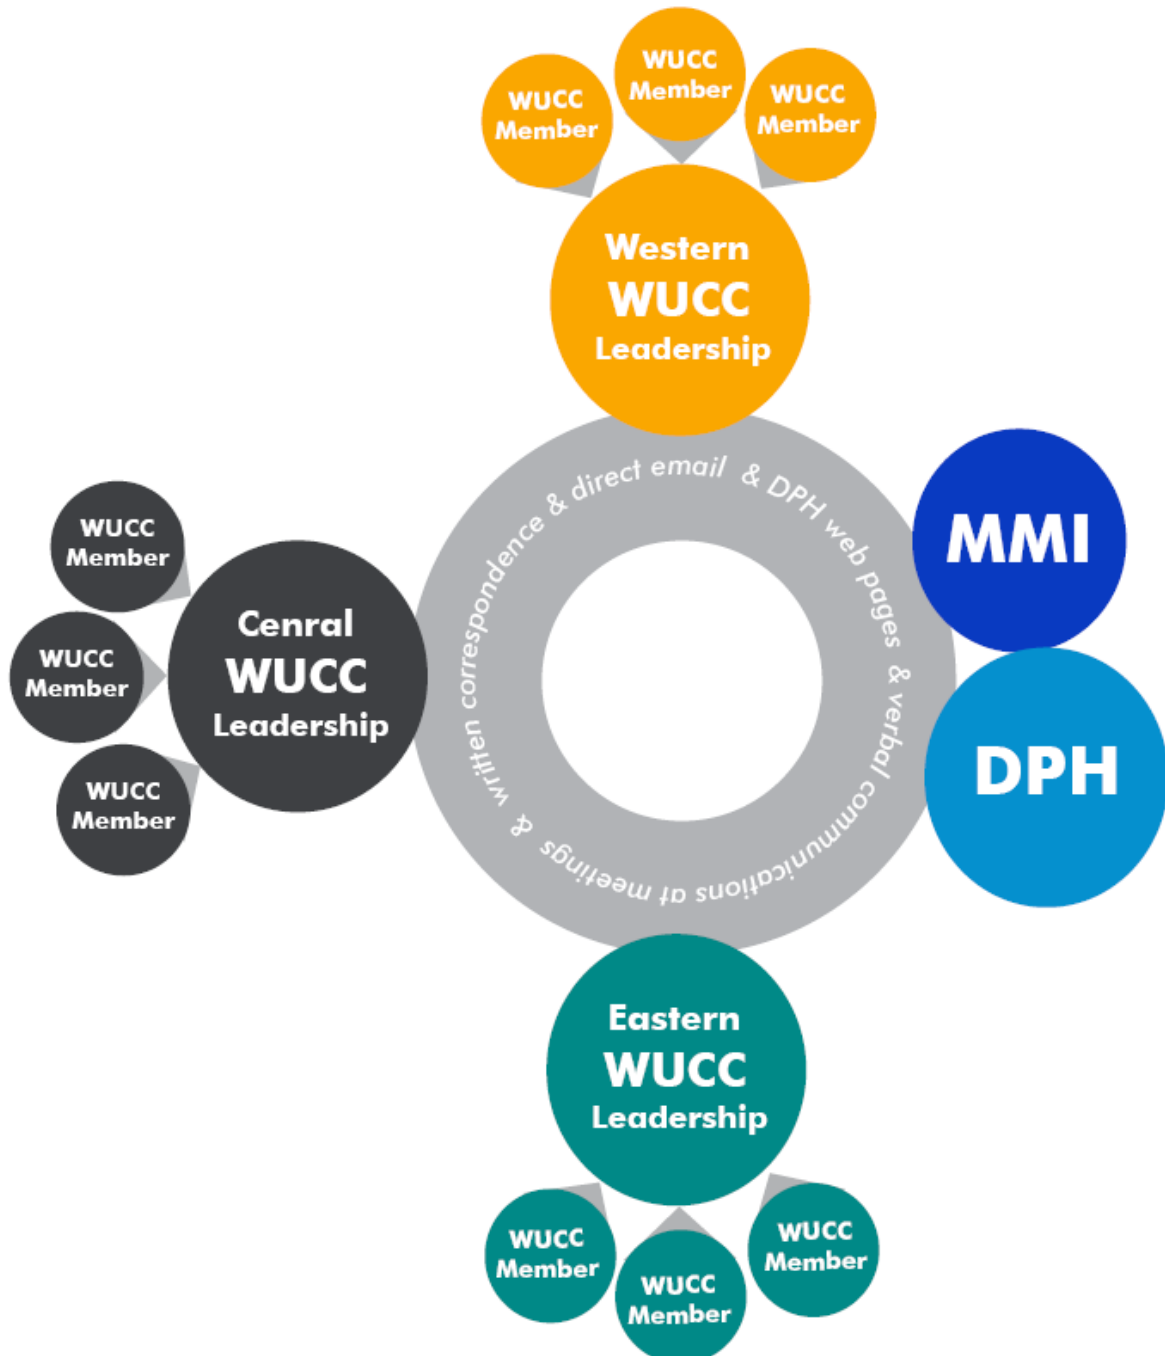 WUCC
Member
WUCC
Member
WUCC
Member
Western
WUCC
Leadership
written correspondence & direct email & DPH web pages & verbal communications at meetings &
MMI
DPH
WUCC
Member
WUCC
Member
WUCC
Member
Cenral
WUCC
Leadership
Eastern
WUCC
Leadership
WUCC
Member
WUCC
Member
WUCC
Member